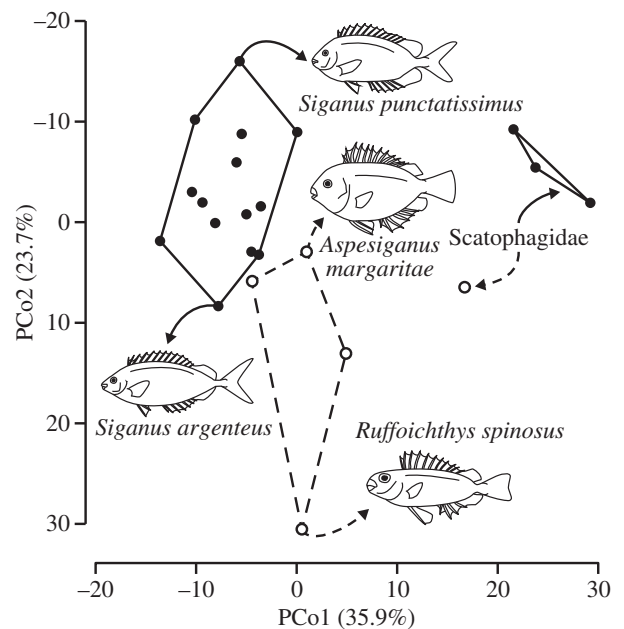 −20
Siganus punctatissimus
−10
0
Aspesiganus
margaritae
Scatophagidae
PCo2 (23.7%)
10
20
Siganus argenteus
Ruffoichthys spinosus
30
−20 −10 0 10 20 30
PCo1 (35.9%)